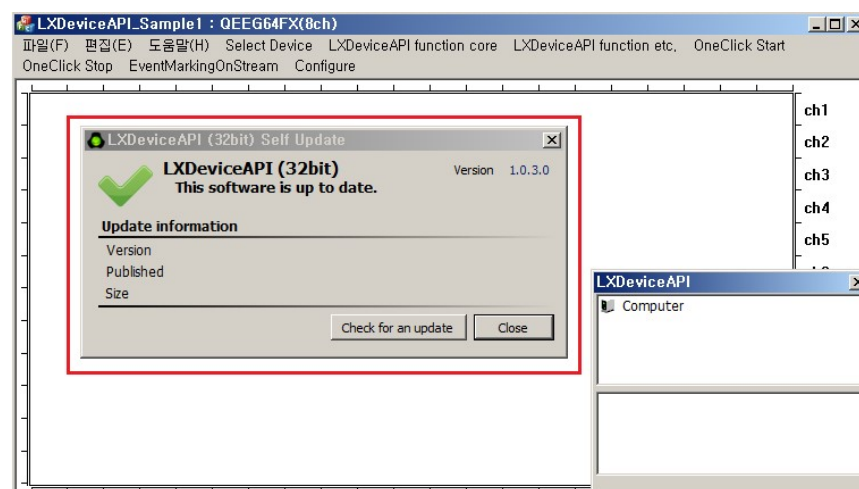 LXDeviceAPI_Sample1 : QEEG64FX(8ch)
파일(F) 편집(E) 도움말(H) Select Device LXDeviceAPI function core LXDeviceAPI function etc, OneClick Start
OneClick Stop EventMarkingOnStream Configure
ch1
LXDeviceAPI (32bit) Self Update
ch2
LXDeviceAPI (32bit) Version 1.0.3.0
This software is up to date.
ch3
ch4
Update information
ch5
Version
Published
Size
LXDeviceAPI
Computer
Check for an update Close